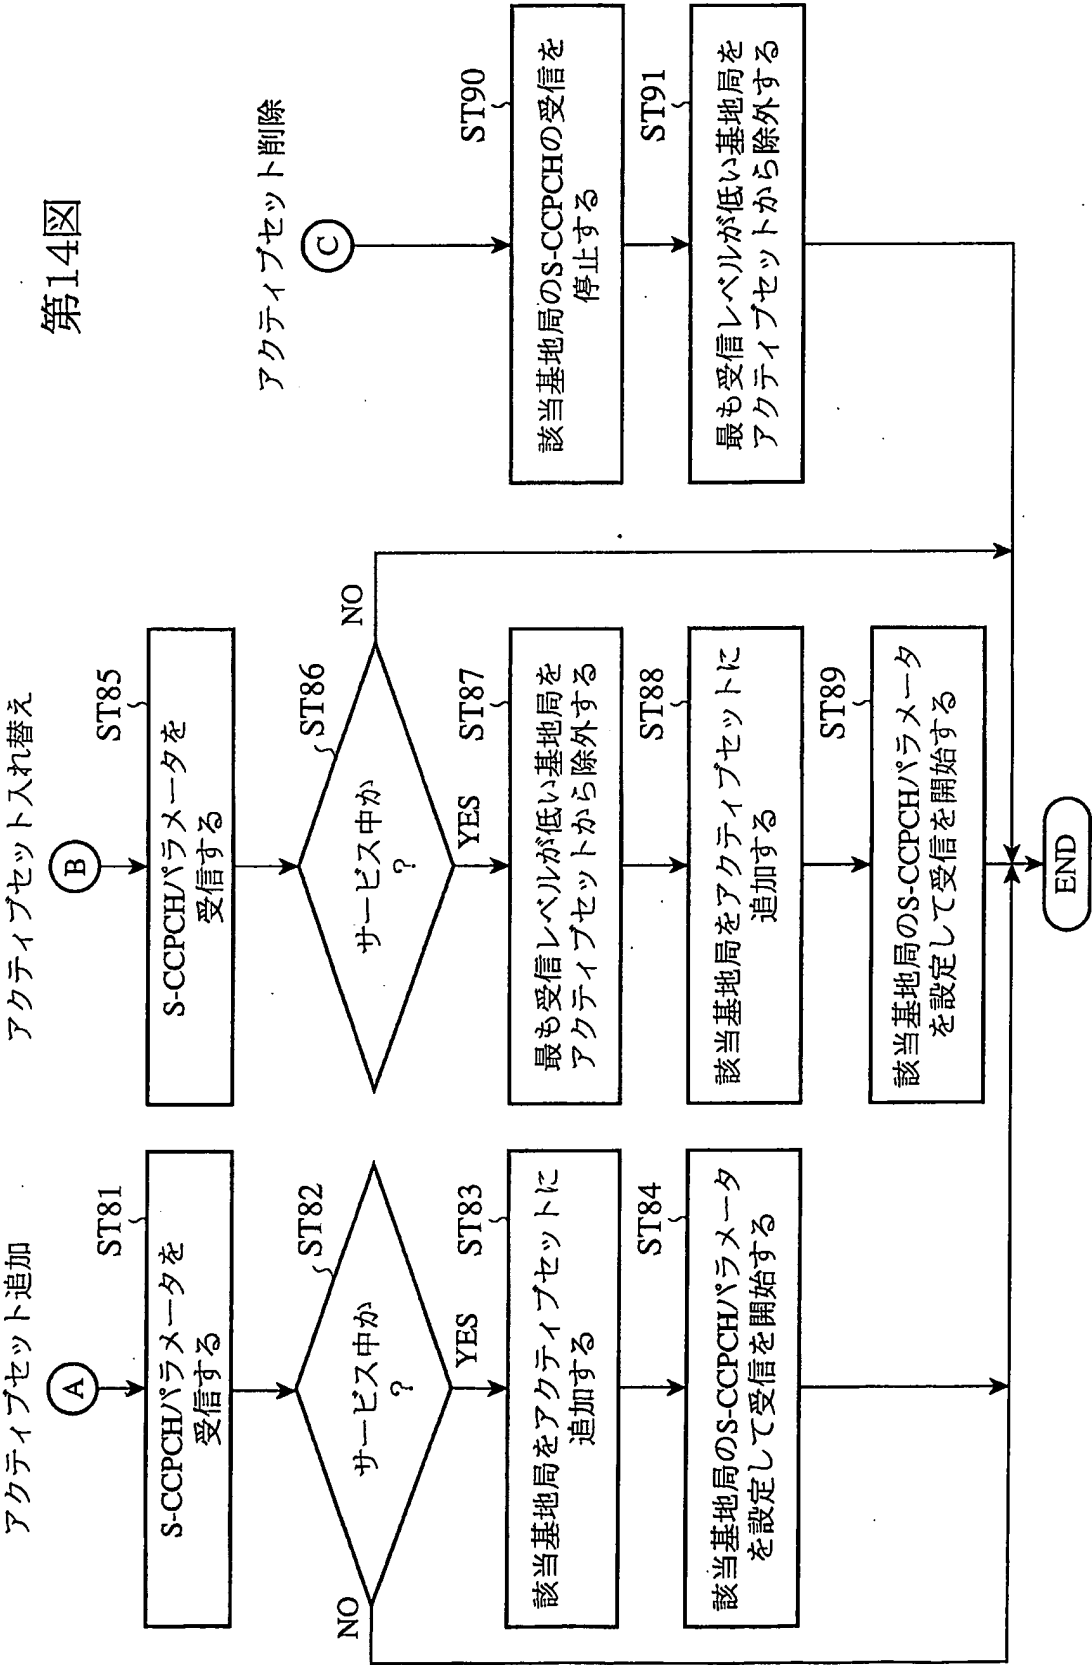 第14図
アクティブセット追加
A
ST81
S-CCPCHパラメータを
受信する
ST82
サービス中か
?
NO
YES
ST83
該当基地局をアクティブセットに
追加する
ST84
該当基地局のS-CCPCHパラメータ
を設定して受信を開始する
アクティブセット入れ替え
B
ST85
S-CCPCHパラメータを
受信する
ST86
サービス中か
?
NO
YES
ST87
最も受信レベルが低い基地局を
アクティブセットから除外する
ST88
該当基地局をアクティブセットに
追加する
ST89
該当基地局のS-CCPCHパラメータ
を設定して受信を開始する
アクティブセット削除
C
ST90
該当基地局のS-CCPCHの受信を
停止する
ST91
最も受信レベルが低い基地局を
アクティブセットから除外する
END